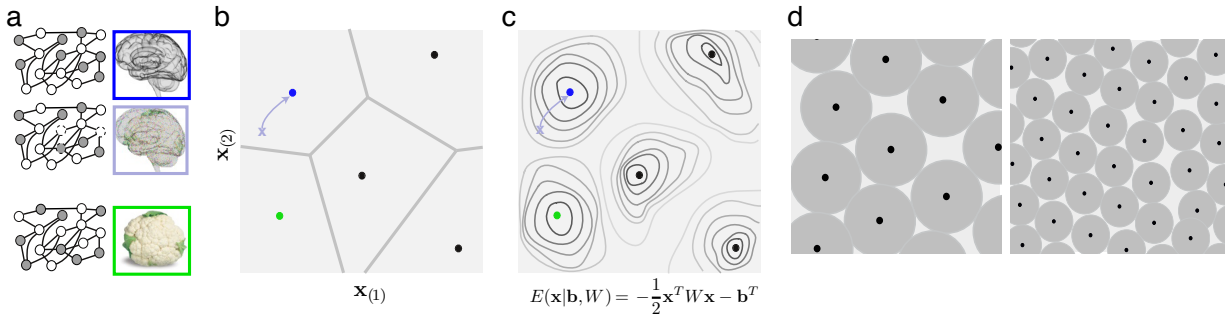 a
b
c
d
x
x
x(2)
x(1)
E(x|b, W) = -1/2 x^T W x - b^T